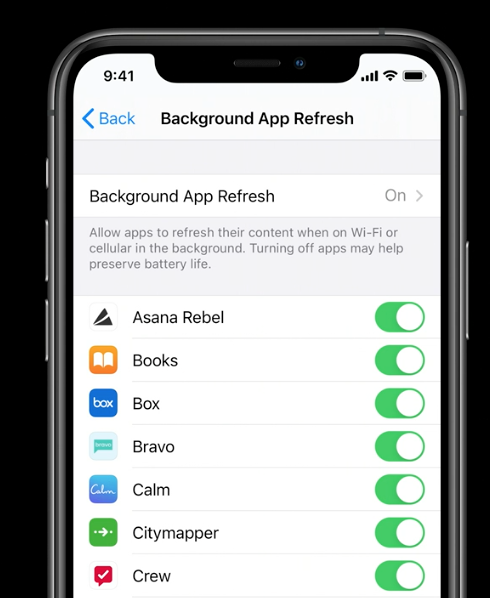 9:41
Back
Background App Refresh
Background App Refresh
On
Allow apps to refresh their content when on Wi-Fi or
cellular in the background. Turning off apps may help
preserve battery life.
Asana Rebel
Books
box
Box
Bravo
Calm
Calm
Citymapper
Crew